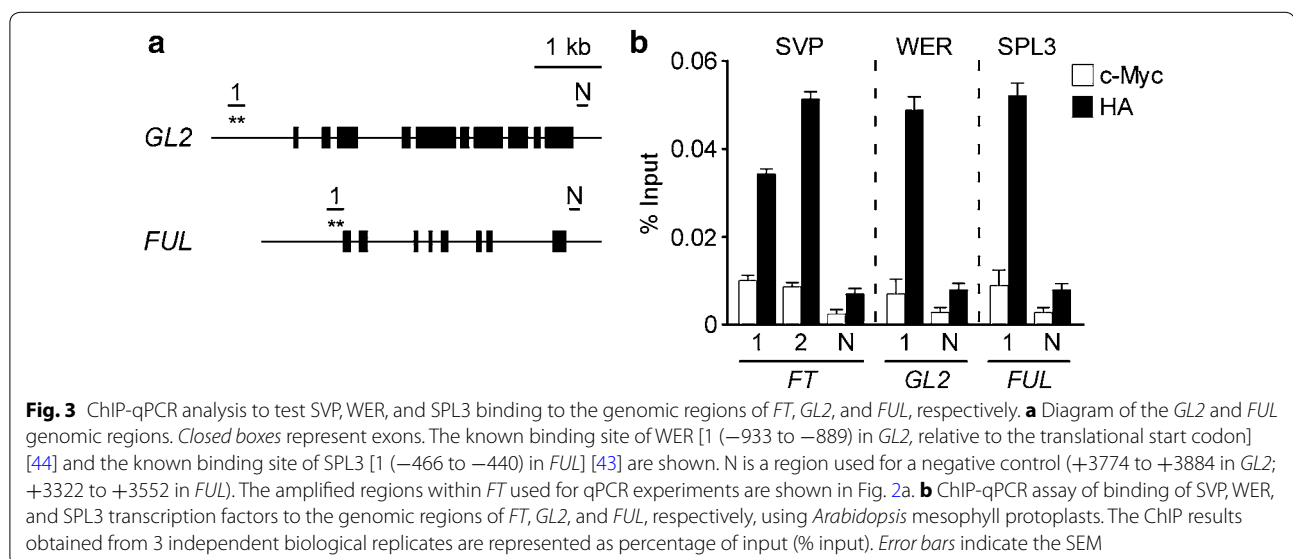 a
1 kb
1
**
N
GL2
1
**
N
FUL
b
SVP WER SPL3
c-Myc
HA
% Input
0.06
0.04
0.02
0
1 2 N 1 N 1 N
FT GL2 FUL
Fig. 3 ChIP-qPCR analysis to test SVP, WER, and SPL3 binding to the genomic regions of FT, GL2, and FUL, respectively. a Diagram of the GL2 and FUL
genomic regions. Closed boxes represent exons. The known binding site of WER [1 (−933 to −889) in GL2, relative to the translational start codon]
[44] and the known binding site of SPL3 [1 (−466 to −440) in FUL] [43] are shown. N is a region used for a negative control (+3774 to +3884 in GL2;
+3322 to +3552 in FUL). The amplified regions within FT used for qPCR experiments are shown in Fig. 2a. b ChIP-qPCR assay of binding of SVP, WER,
and SPL3 transcription factors to the genomic regions of FT, GL2, and FUL, respectively, using Arabidopsis mesophyll protoplasts. The ChIP results
obtained from 3 independent biological replicates are represented as percentage of input (% input). Error bars indicate the SEM